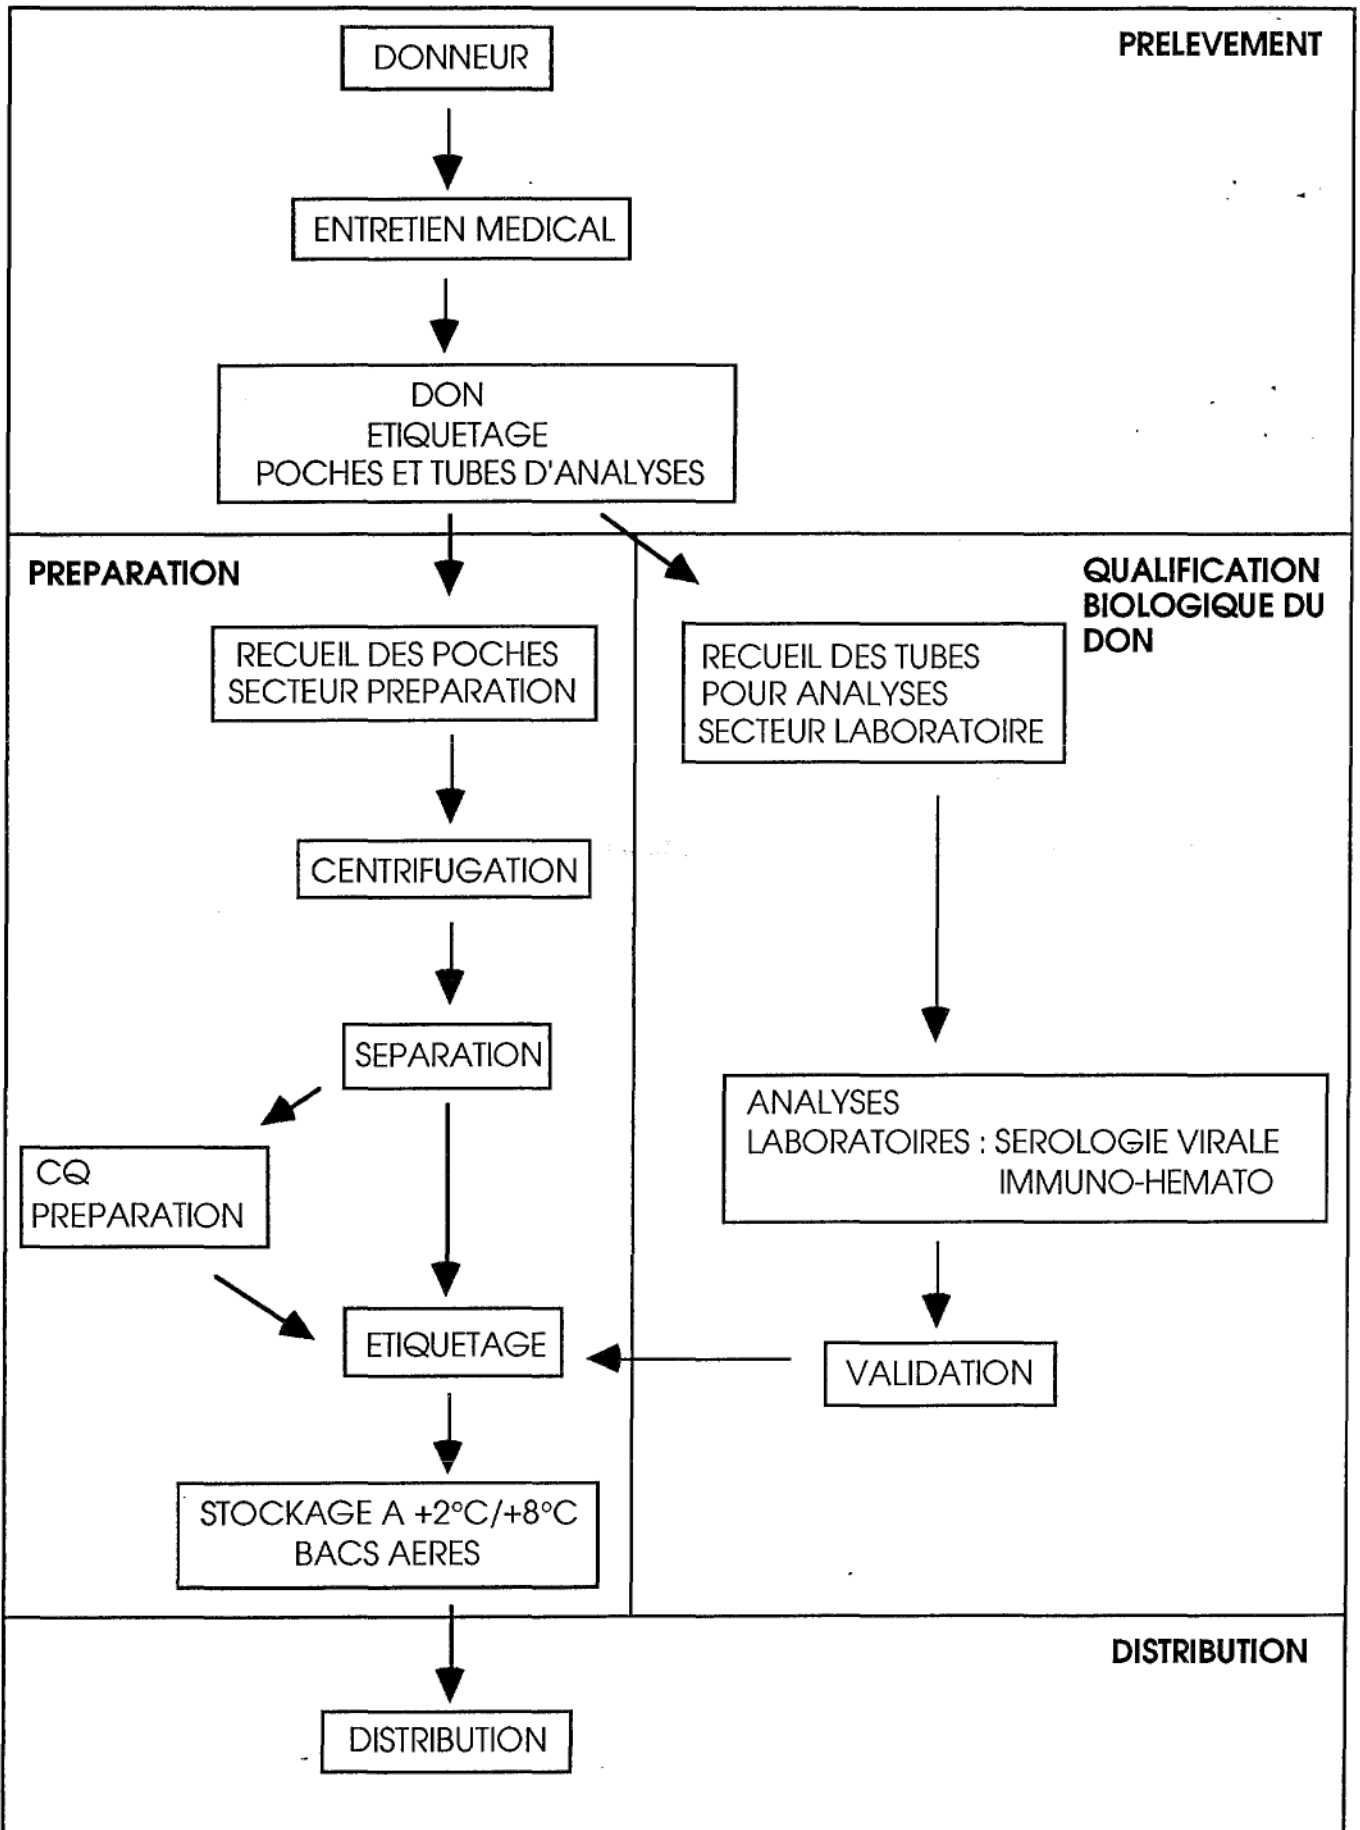 PRELEVEMENT
DONNEUR
ENTRETIEN MEDICAL
DON
ETIQUETAGE
POCHES ET TUBES D'ANALYSES
PREPARATION
RECUEIL DES POCHES
SECTEUR PREPARATION
CENTRIFUGATION
SEPARATION
CQ
PREPARATION
ETIQUETAGE
STOCKAGE A +2°C/+8°C
BACS AERES
QUALIFICATION
BIOLOGIQUE DU
DON
RECUEIL DES TUBES
POUR ANALYSES
SECTEUR LABORATOIRE
ANALYSES
LABORATOIRES : SEROLOGIE VIRALE
IMMUNO-HEMATO
VALIDATION
DISTRIBUTION
DISTRIBUTION